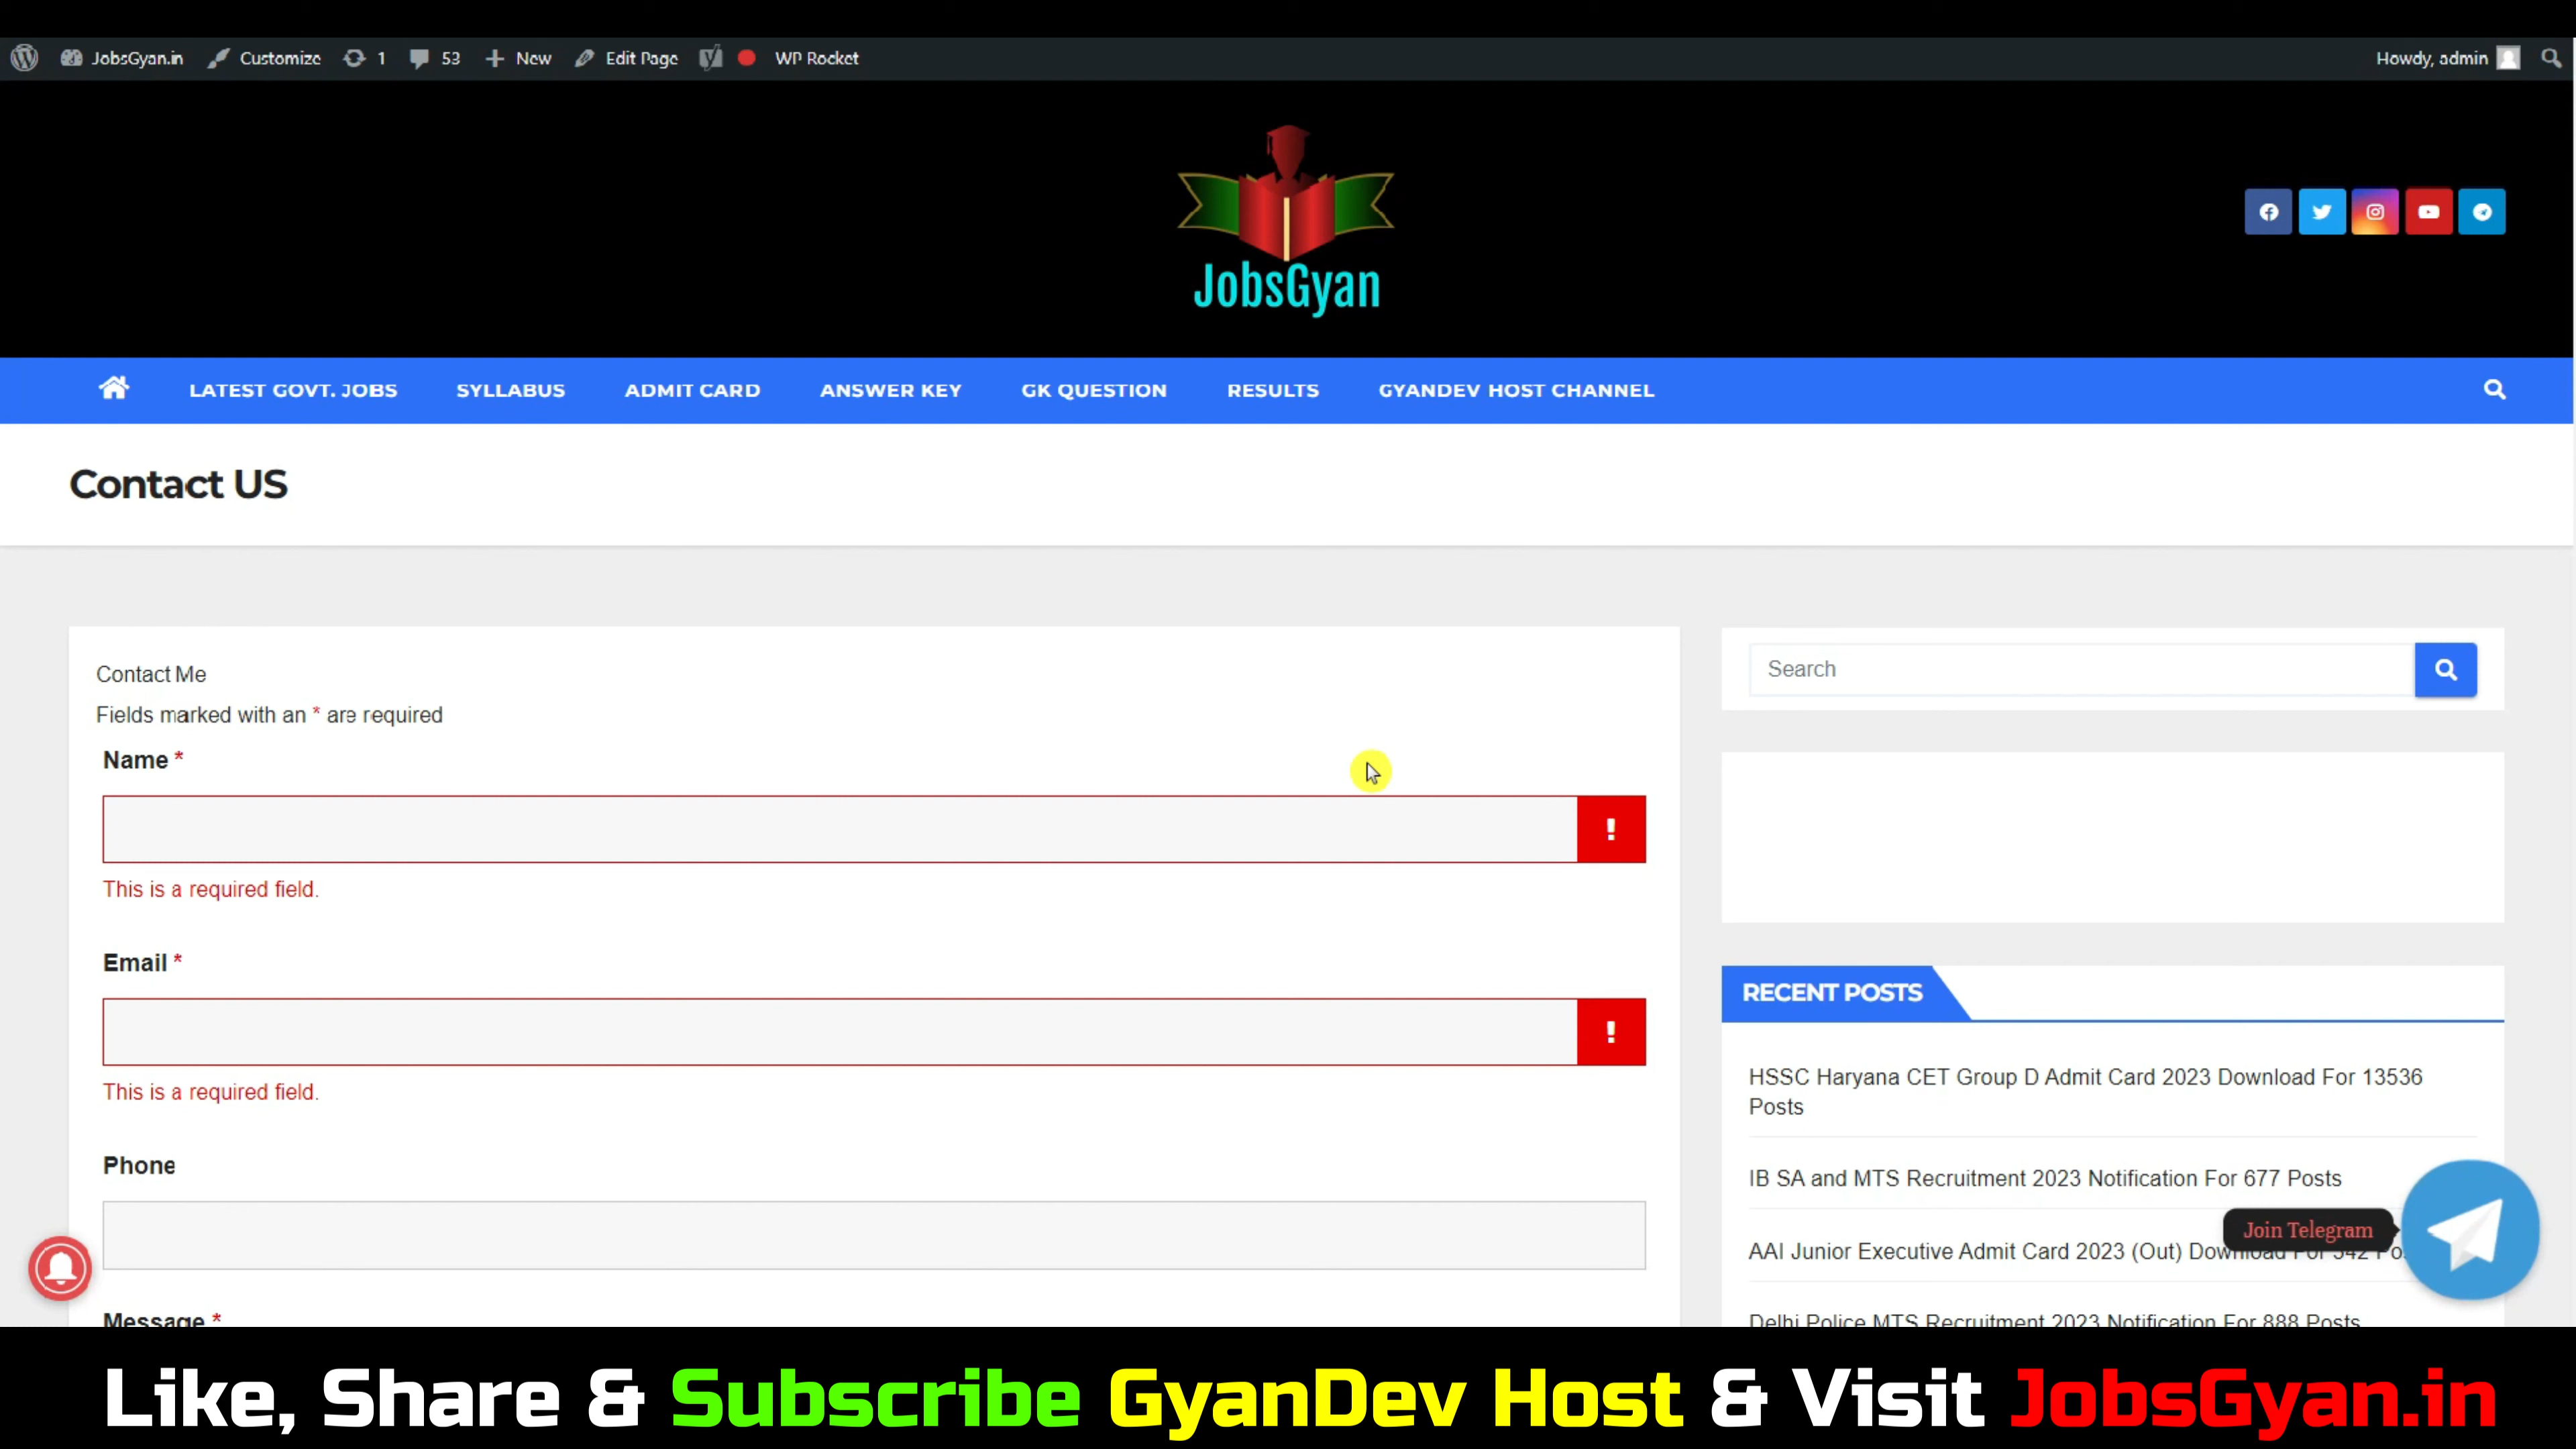 JobsGyan.in Customize 1 53 New Edit Page WP Rocket Howdy, admin
JobsGyan
LATEST GOVT. JOBS SYLLABUS ADMIT CARD ANSWER KEY GK QUESTION RESULTS GYANDEV HOST CHANNEL
Contact US
Contact Me
Fields marked with an * are required
Name *
!
This is a required field.
Email *
!
This is a required field.
Phone
Message *
Search
RECENT POSTS
HSSC Haryana CET Group D Admit Card 2023 Download For 13536
Posts
IB SA and MTS Recruitment 2023 Notification For 677 Posts
Join Telegram
AAI Junior Executive Admit Card 2023 (Out) Download For 342
Delhi Police MTS Recruitment 2023 Notification For 888 Posts
Like, Share & Subscribe GyanDev Host & Visit JobsGyan.in